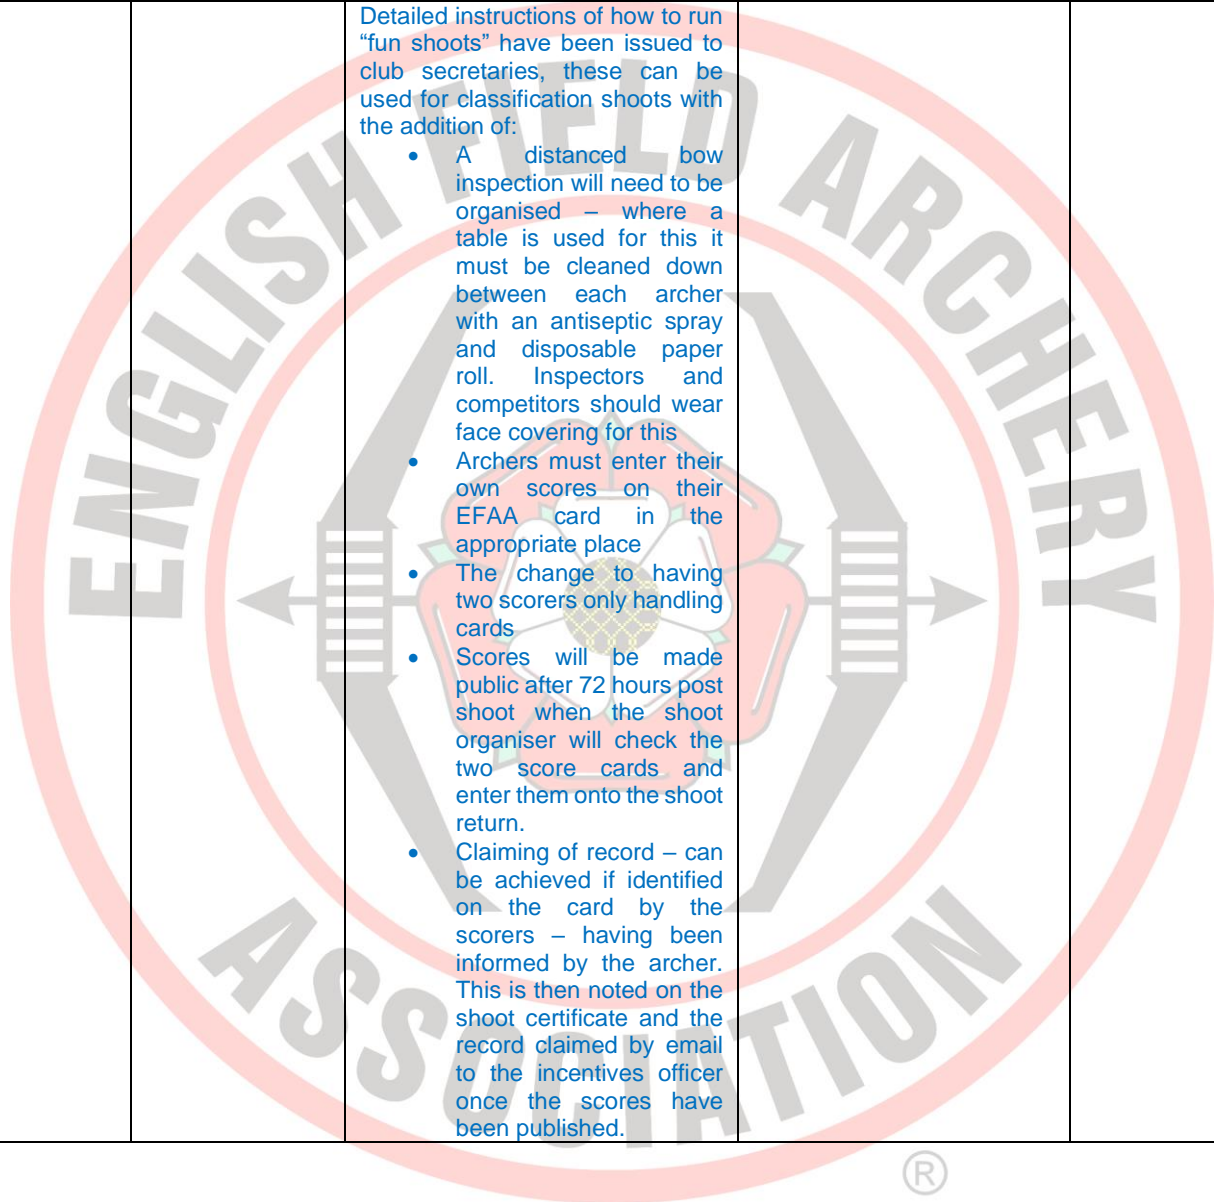 Detailed instructions of how to run
“fun shoots” have been issued to
club secretaries, these can be
used for classification shoots with
the addition of:
• A distanced bow
inspection will need to be
organised – where a
table is used for this it
must be cleaned down
between each archer
with an antiseptic spray
and disposable paper
roll. Inspectors and
competitors should wear
face covering for this
• Archers must enter their
own scores on their
EFAA card in the
appropriate place
• The change to having
two scorers only handling
cards
• Scores will be made
public after 72 hours post
shoot when the shoot
organiser will check the
two score cards and
enter them onto the shoot
return.
• Claiming of record – can
be achieved if identified
on the card by the
scorers – having been
informed by the archer.
This is then noted on the
shoot certificate and the
record claimed by email
to the incentives officer
once the scores have
been published.
ENGLISH FIELD ARCHERY
ASSOCIATION
®